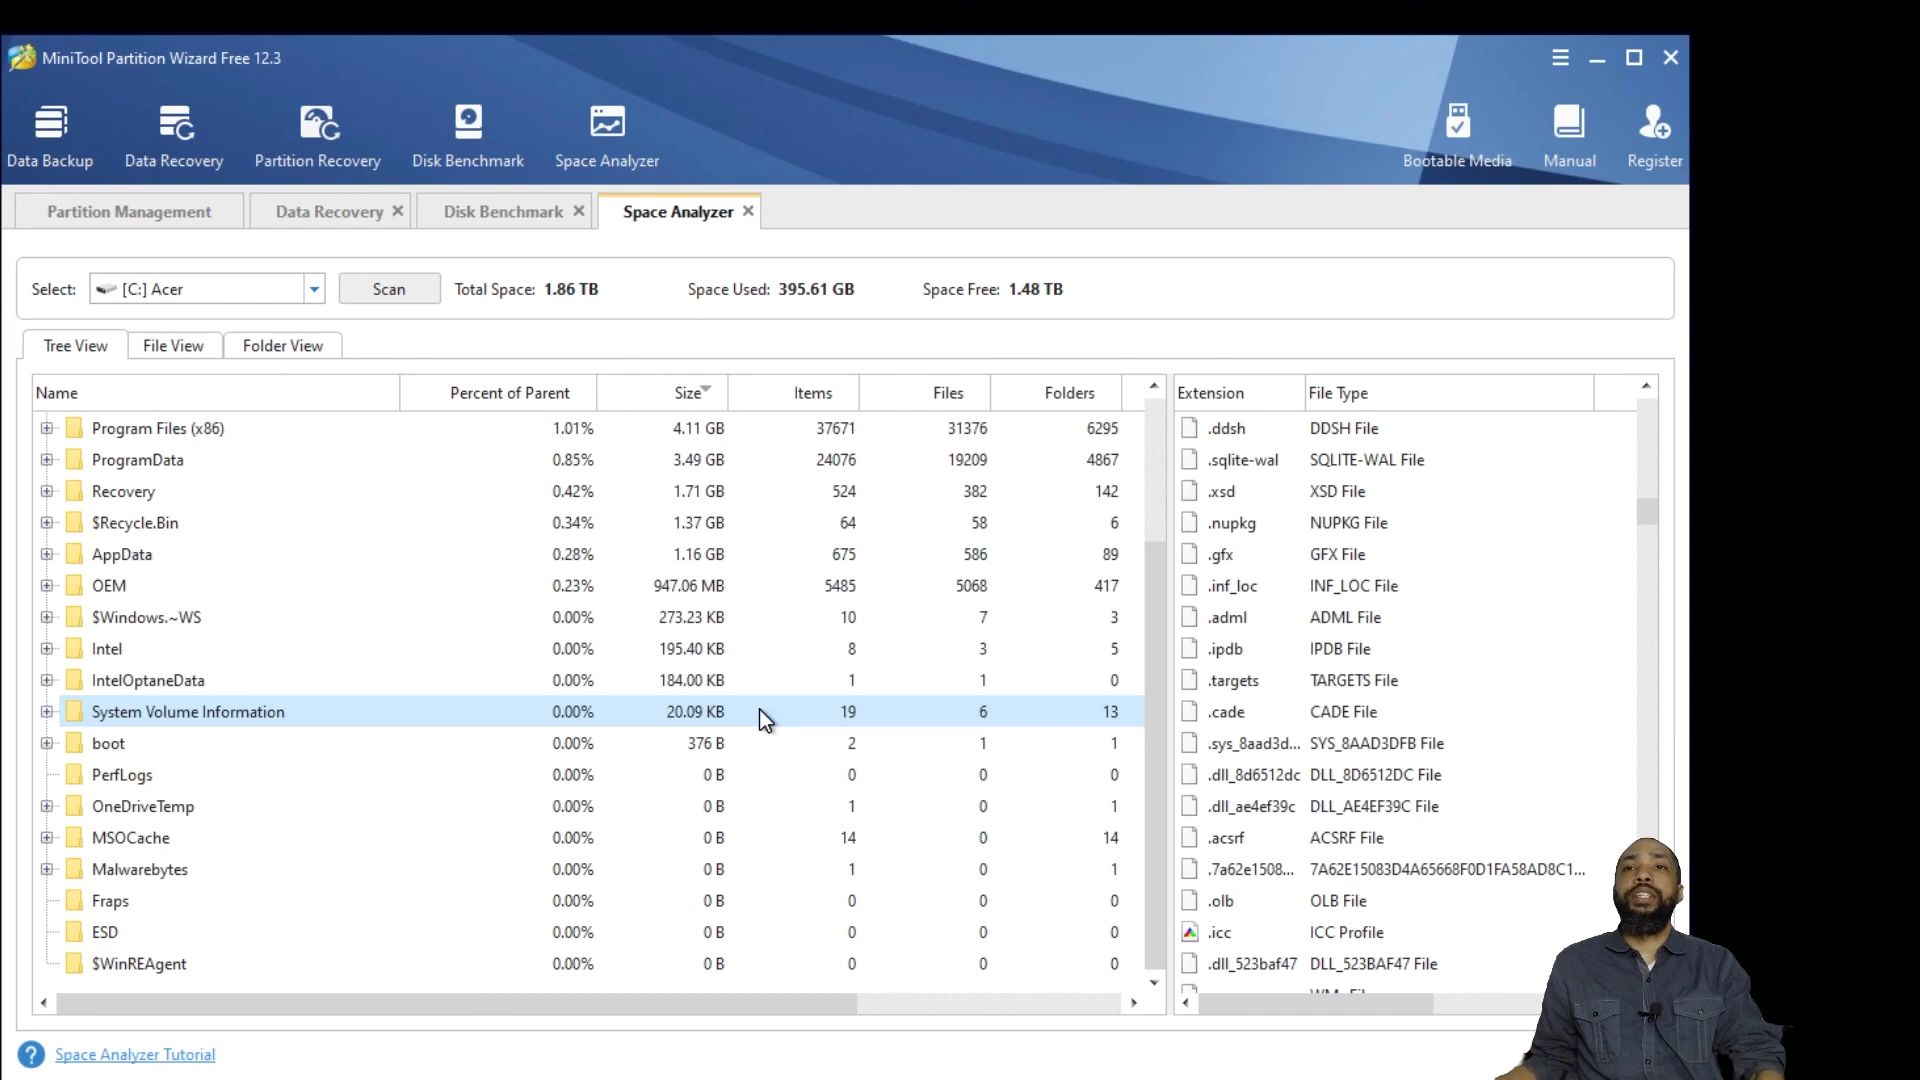 MiniTool Partition Wizard Free 12.3
Data Backup Data Recovery Partition Recovery Disk Benchmark Space Analyzer Bootable Media Manual Register
Partition Management Data Recovery Disk Benchmark Space Analyzer
Select: [C:] Acer Scan Total Space: 1.86 TB Space Used: 395.61 GB Space Free: 1.48 TB
Tree View File View Folder View
Name Percent of Parent Size Items Files Folders Extension File Type
Program Files (x86) 1.01% 4.11 GB 37671 31376 6295 .ddsh DDSH File
ProgramData 0.85% 3.49 GB 24076 19209 4867 .sqlite-wal SQLITE-WAL File
Recovery 0.42% 1.71 GB 524 382 142 .xsd XSD File
$Recycle.Bin 0.34% 1.37 GB 64 58 6 .nupkg NUPKG File
AppData 0.28% 1.16 GB 675 586 89 .gfx GFX File
OEM 0.23% 947.06 MB 5485 5068 417 .inf_loc INF_LOC File
$Windows.~WS 0.00% 273.23 KB 10 7 3 .adml ADML File
Intel 0.00% 195.40 KB 8 3 5 .ipdb IPDB File
IntelOptaneData 0.00% 184.00 KB 1 1 0 .targets TARGETS File
System Volume Information 0.00% 20.09 KB 19 6 13 .cade CADE File
boot 0.00% 376 B 2 1 1 .sys_8aad3d... SYS_8AAD3DFB File
PerfLogs 0.00% 0 B 0 0 0 .dll_8d6512dc DLL_8D6512DC File
OneDriveTemp 0.00% 0 B 1 0 1 .dll_ae4ef39c DLL_AE4EF39C File
MSOCache 0.00% 0 B 14 0 14 .acsrf ACSRF File
Malwarebytes 0.00% 0 B 1 0 1 .7a62e1508... 7A62E15083D4A65668F0D1FA58AD8C1...
Fraps 0.00% 0 B 0 0 0 .olb OLB File
ESD 0.00% 0 B 0 0 0 .icc ICC Profile
$WinREAgent 0.00% 0 B 0 0 0 .dll_523baf47 DLL_523BAF47 File
? Space Analyzer Tutorial